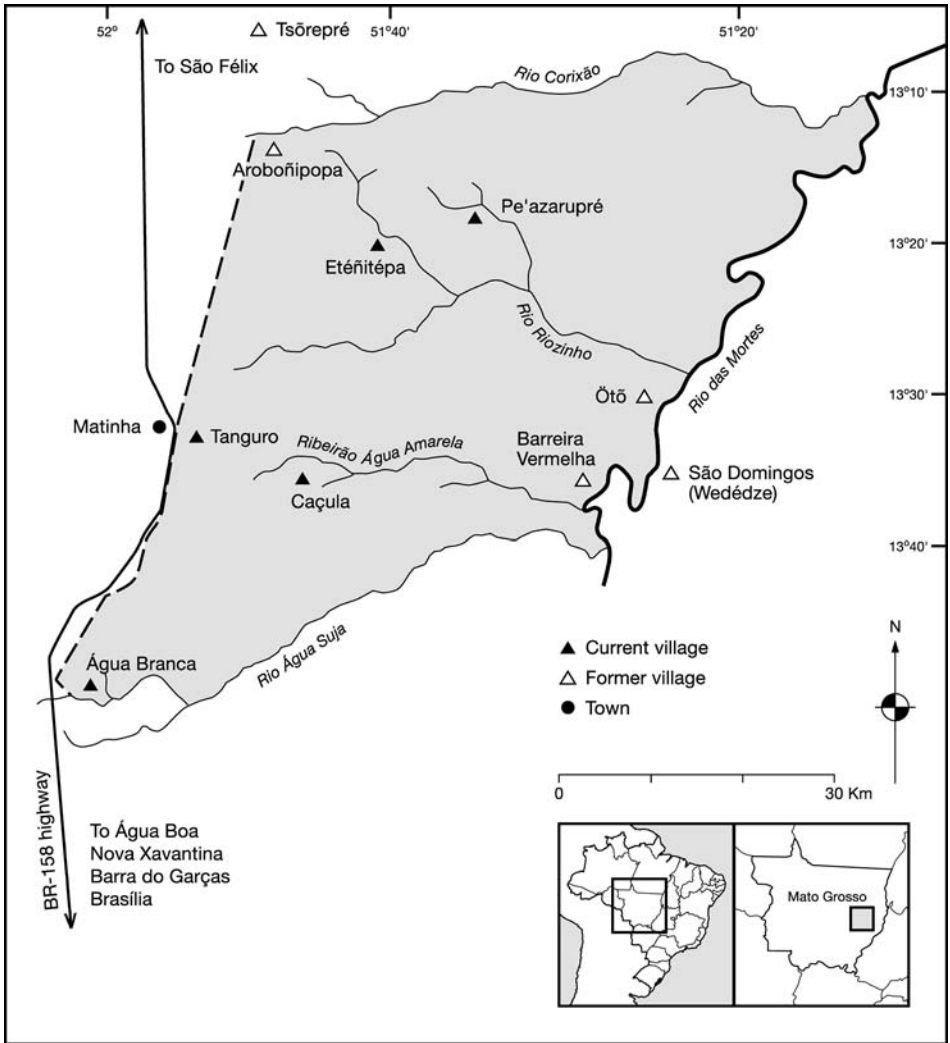 52º
Tsõrepré
51º40'
51º20'
To São Félix
Rio Corixão
13º10'
Aroboñipopa
Pe'azarupré
Etéñitépa
13º20'
Rio Riozinho
Rio das Mortes
Ötõ
13º30'
Matinha
Tanguro
Ribeirão Água Amarela
Barreira
Vermelha
São Domingos
(Wedédze)
Caçula
13º40'
Rio Água Suja
Água Branca
N
Current village
Former village
Town
0
30 Km
BR-158 highway
To Água Boa
Nova Xavantina
Barra do Garças
Brasília
Mato Grosso